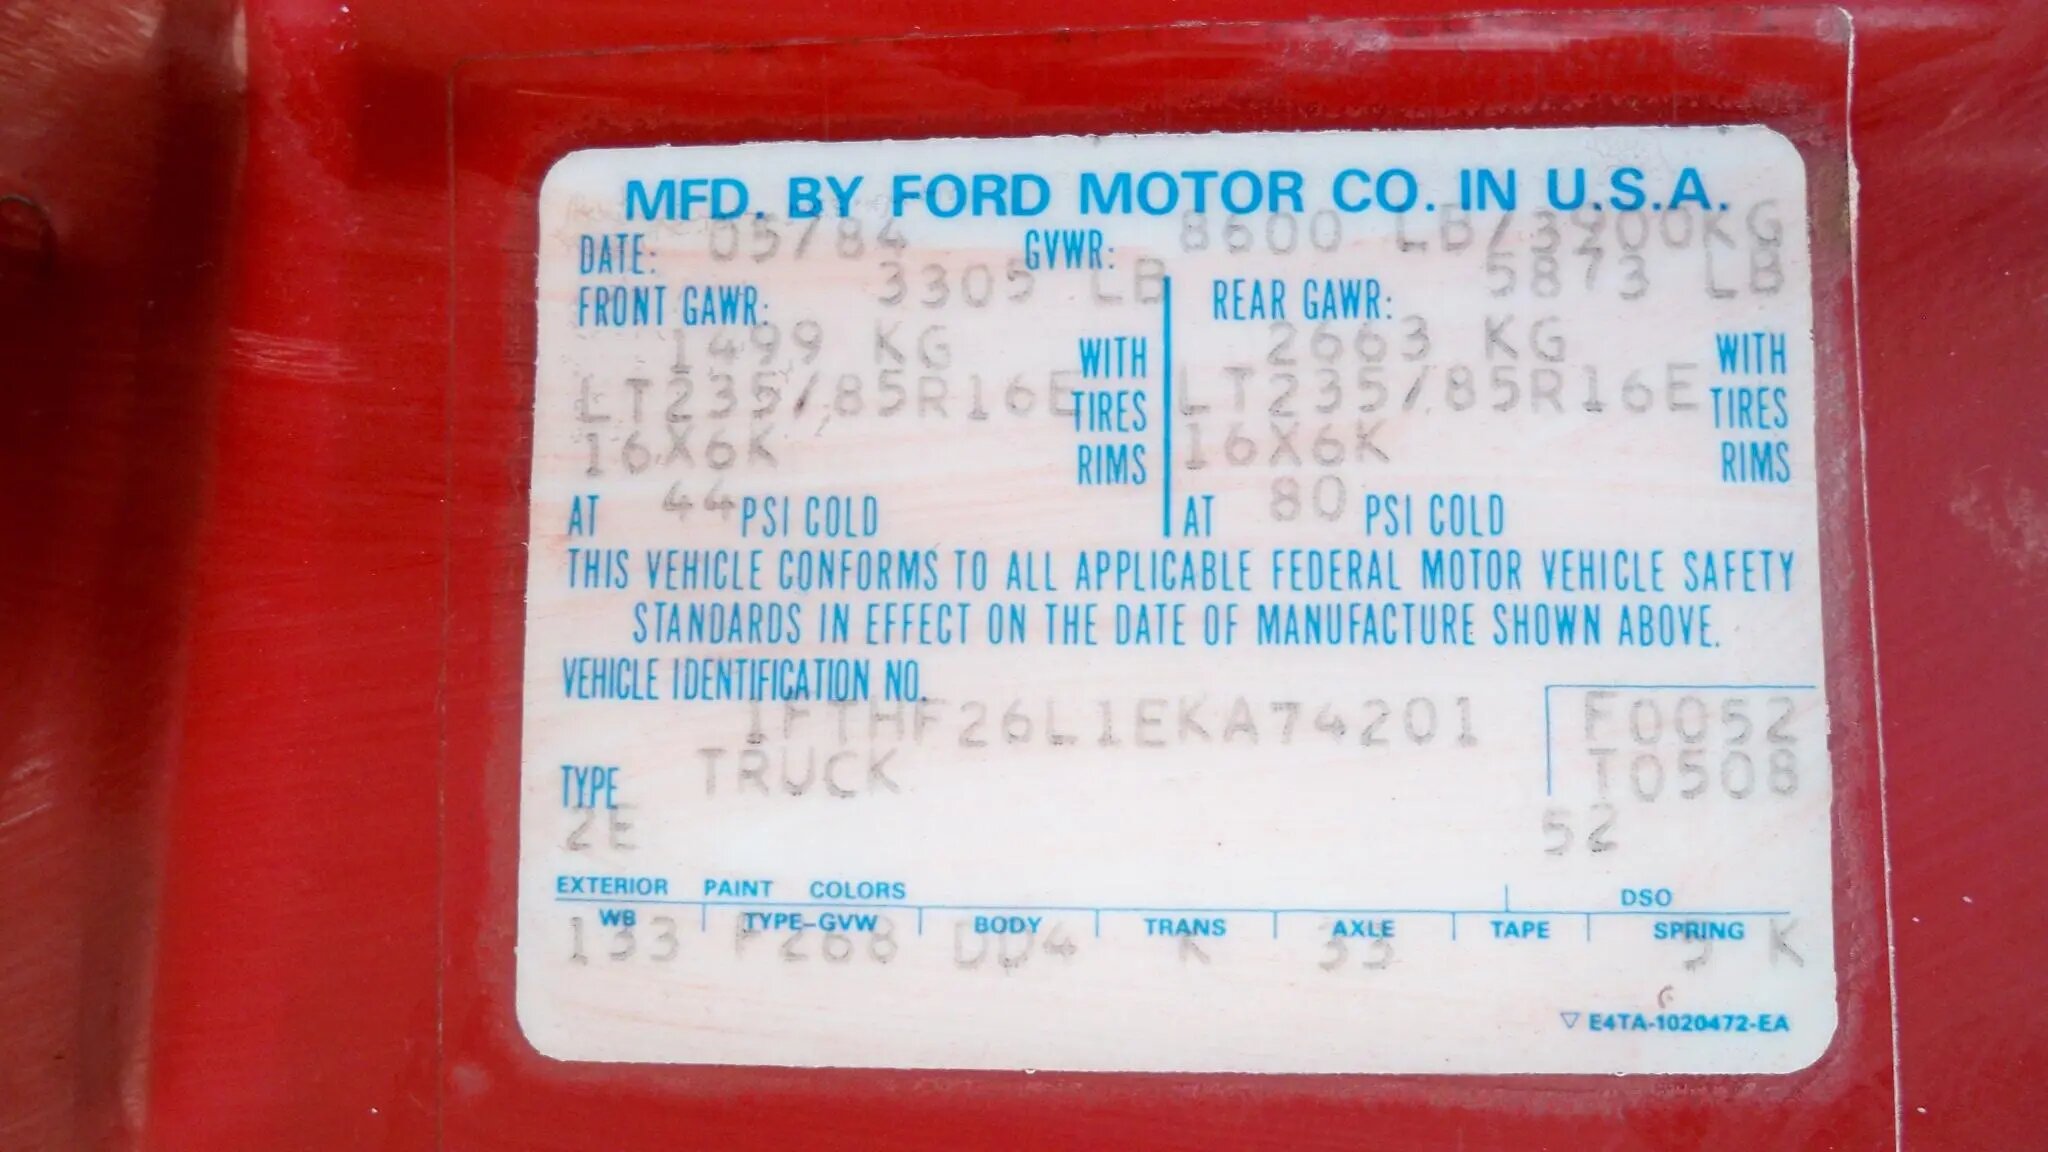 MFD. BY FORD MOTOR CO. IN U.S.A.
DATE: 05/84 GVWR: 8600 LB/3900KG
FRONT GAWR: 3305 LB REAR GAWR: 5873 LB
1499 KG WITH 2663 KG WITH
LT235/85R16E TIRES LT235/85R16E TIRES
16X6K RIMS 16X6K RIMS
AT 44 PSI COLD AT 80 PSI COLD
THIS VEHICLE CONFORMS TO ALL APPLICABLE FEDERAL MOTOR VEHICLE SAFETY
STANDARDS IN EFFECT ON THE DATE OF MANUFACTURE SHOWN ABOVE.
VEHICLE IDENTIFICATION NO.
1FTHF26L1EKA74201 F0052
TYPE TRUCK T0508
2E 52
EXTERIOR PAINT COLORS DSO
WB TYPE-GVW BODY TRANS AXLE TAPE SPRING
133 F268 DD4 K 33 K
▽ E4TA-1020472-EA